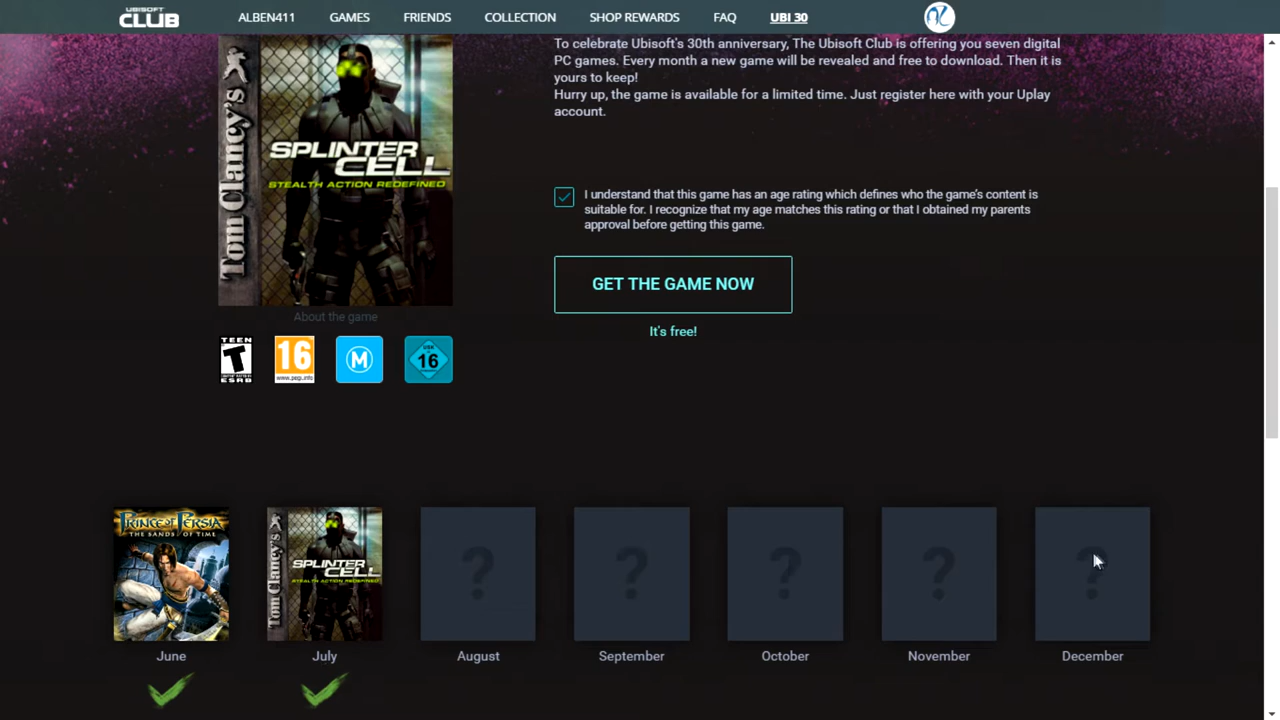 UBISOFT
CLUB
ALBEN411 GAMES FRIENDS COLLECTION SHOP REWARDS FAQ UBI 30
To celebrate Ubisoft's 30th anniversary, The Ubisoft Club is offering you seven digital
PC games. Every month a new game will be revealed and free to download. Then it is
yours to keep!
Hurry up, the game is available for a limited time. Just register here with your Uplay
account.
Tom Clancy's
SPLINTER
CELL
STEALTH ACTION REDEFINED
I understand that this game has an age rating which defines who the game's content is
suitable for. I recognize that my age matches this rating or that I obtained my parents
approval before getting this game.
GET THE GAME NOW
It's free!
About the game
TEEN
T
ESRB
16
www.pegi.info
M
USK
16
PRINCE OF PERSIA
THE SANDS OF TIME
Tom Clancy's
SPLINTER
CELL
STEALTH ACTION REDEFINED
? ? ? ? ?
June July August September October November December